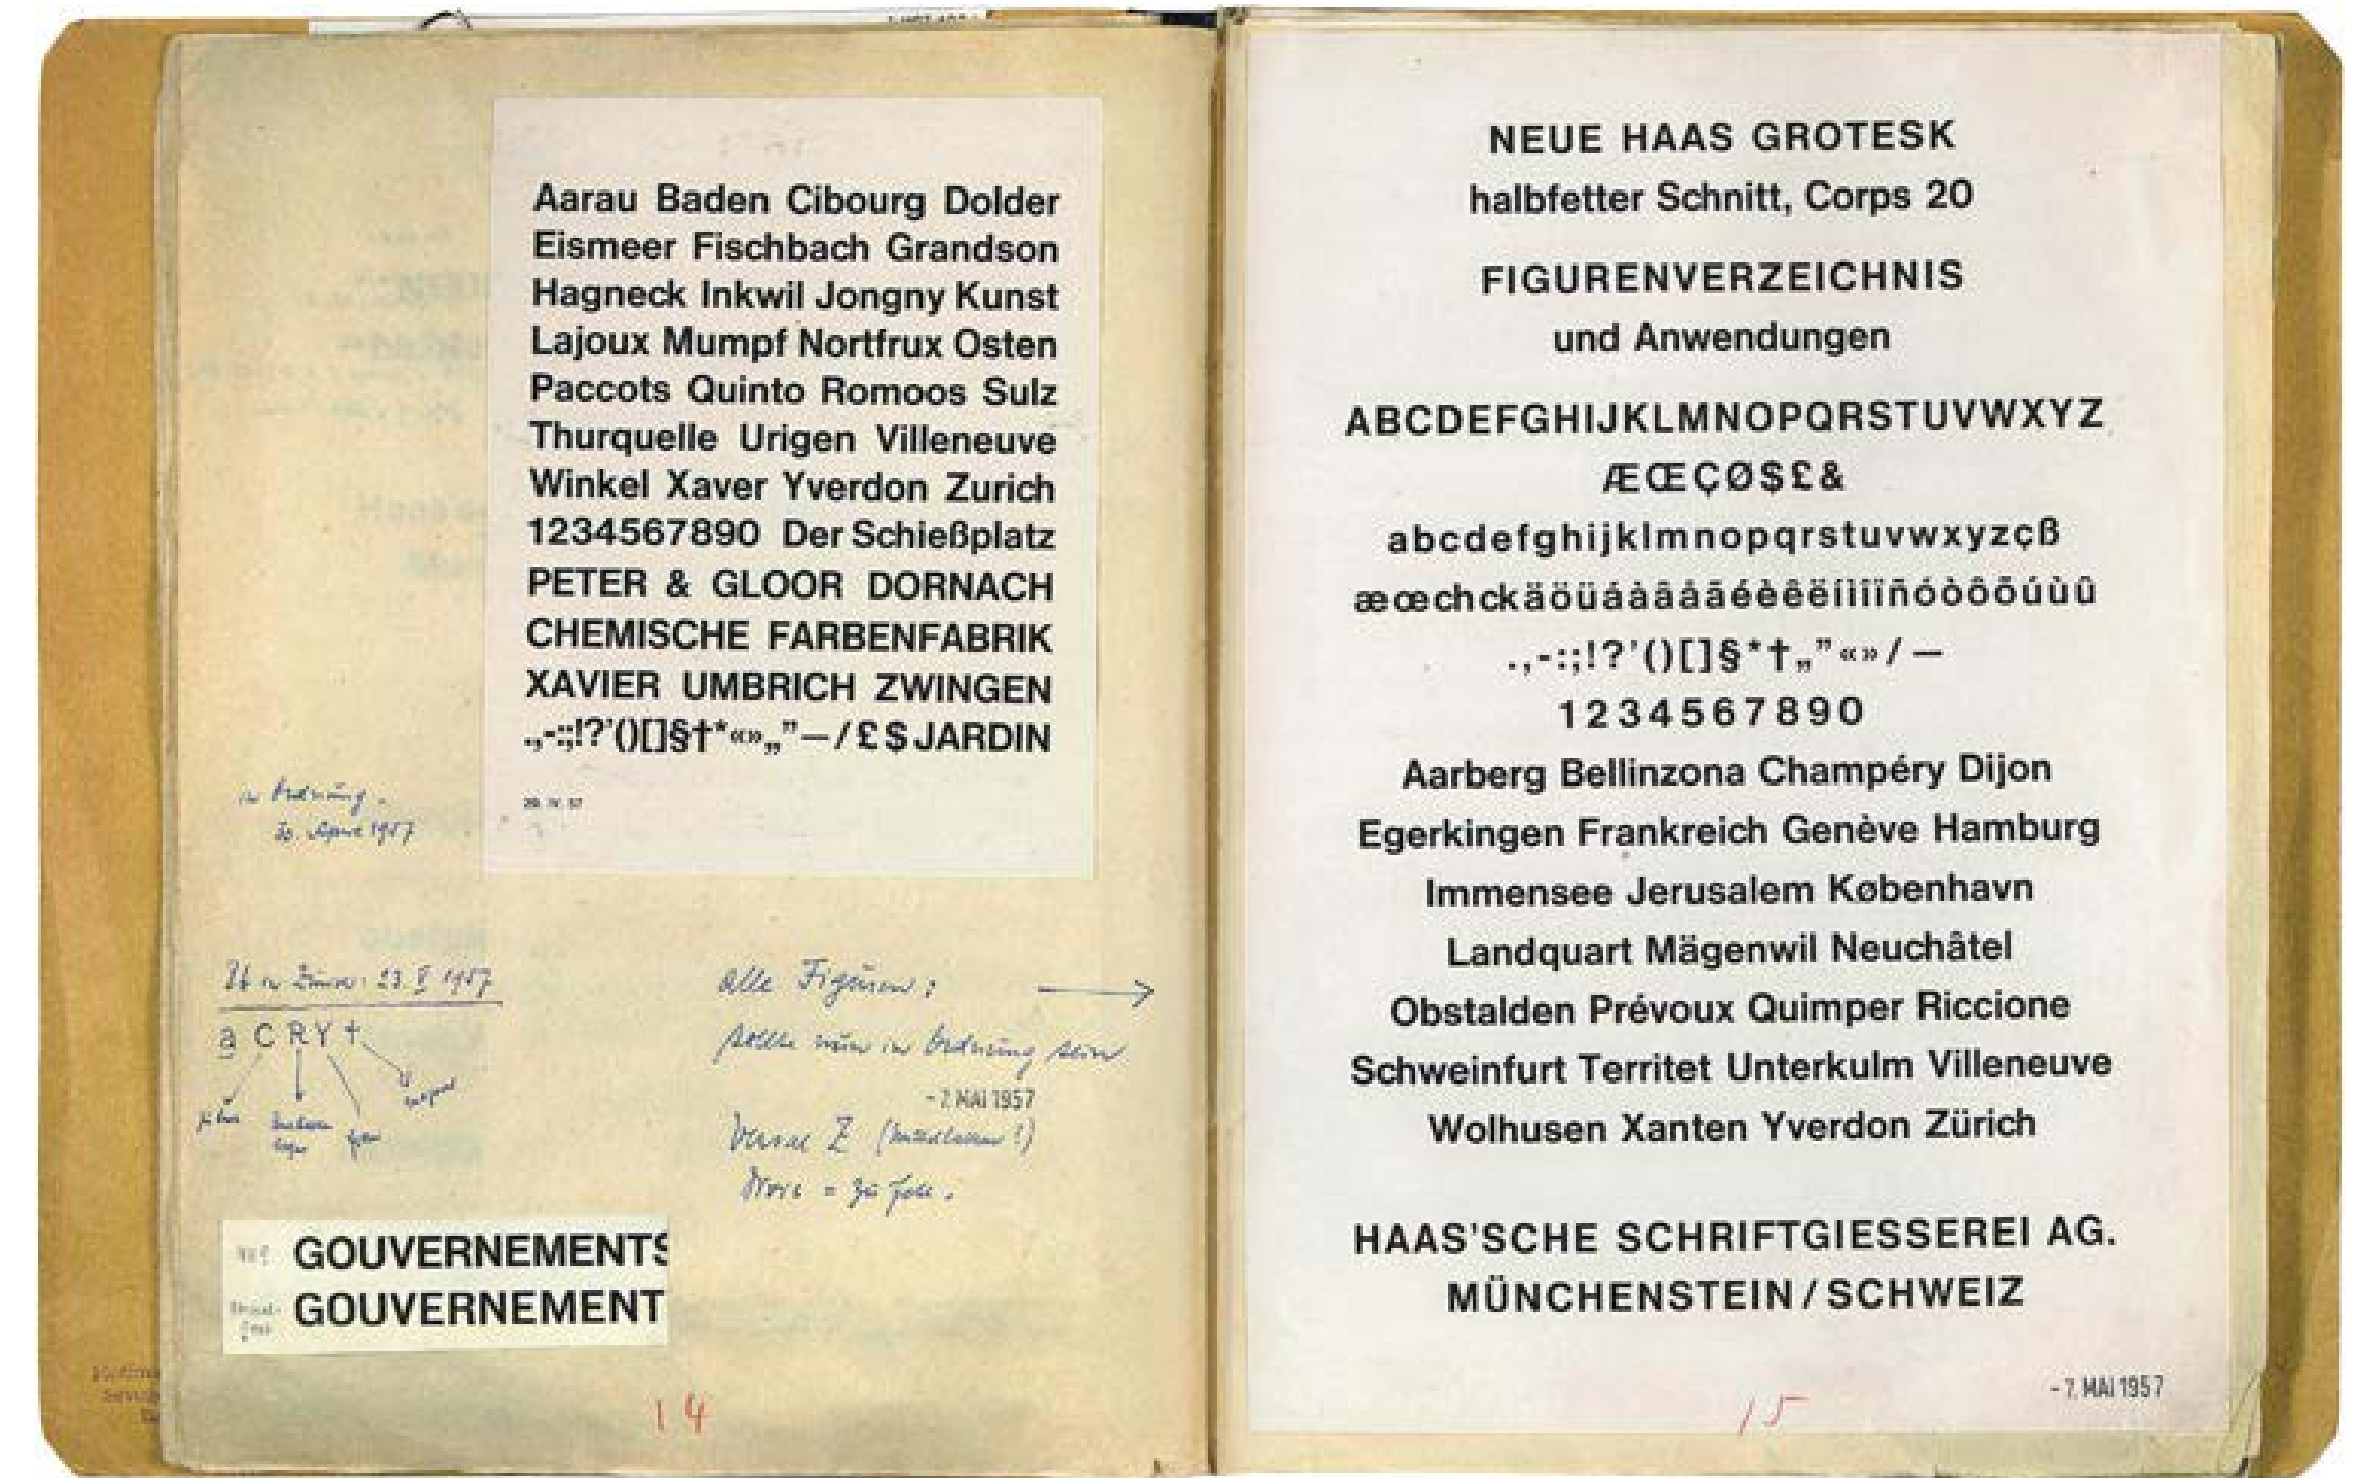 Aarau Baden Cibourg Dolder
Eismeer Fischbach Grandson
Hagneck Inkwil Jongny Kunst
Lajoux Mumpf Nortfrux Osten
Paccots Quinto Romoos Sulz
Thurquelle Urigen Villeneuve
Winkel Xaver Yverdon Zurich
1234567890 Der Schießplatz
PETER & GLOOR DORNACH
CHEMISCHE FARBENFABRIK
XAVIER UMBRICH ZWINGEN
.,-:;!?'()[]§†*«»„”—/£$JARDIN
in Ordnung.
30. April 1957
23. V 1957
a C R Y †
alle Figuren:
sollte nun in Ordnung sein
-7. MAI 1957
Z
= zu
GOUVERNEMENTS
GOUVERNEMENT
14
NEUE HAAS GROTESK
halbfetter Schnitt, Corps 20
FIGURENVERZEICHNIS
und Anwendungen
ABCDEFGHIJKLMNOPQRSTUVWXYZ
ÆŒÇØ$£&
abcdefghijklmnopqrstuvwxyzçß
æœchckäöüáàâåãéèêëíìîïñóòôõúùû
.,-:;!?'()[]§*†„”«»/—
1234567890
Aarberg Bellinzona Champéry Dijon
Egerkingen Frankreich Genève Hamburg
Immensee Jerusalem København
Landquart Mägenwil Neuchâtel
Obstalden Prévoux Quimper Riccione
Schweinfurt Territet Unterkulm Villeneuve
Wolhusen Xanten Yverdon Zürich
HAAS'SCHE SCHRIFTGIESSEREI AG.
MÜNCHENSTEIN/SCHWEIZ
-7. MAI 1957
15